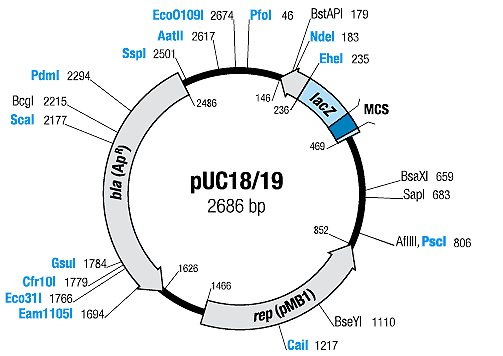 EcoO109I 2674
PfoI 46
BstAPI 179
AatII 2617
NdeI 183
SspI 2501
EheI 235
PdmI 2294
BcgI 2215
ScaI 2177
2486
146
236
lacZ
MCS
469
bla (ApR)
pUC18/19
2686 bp
BsaXI 659
SapI 683
852
AflIII, PscI 806
GsuI 1784
Cfr10I 1779
Eco31I 1766
Eam1105I 1694
1626
1466
rep (pMB1)
BseYI 1110
CaiI 1217